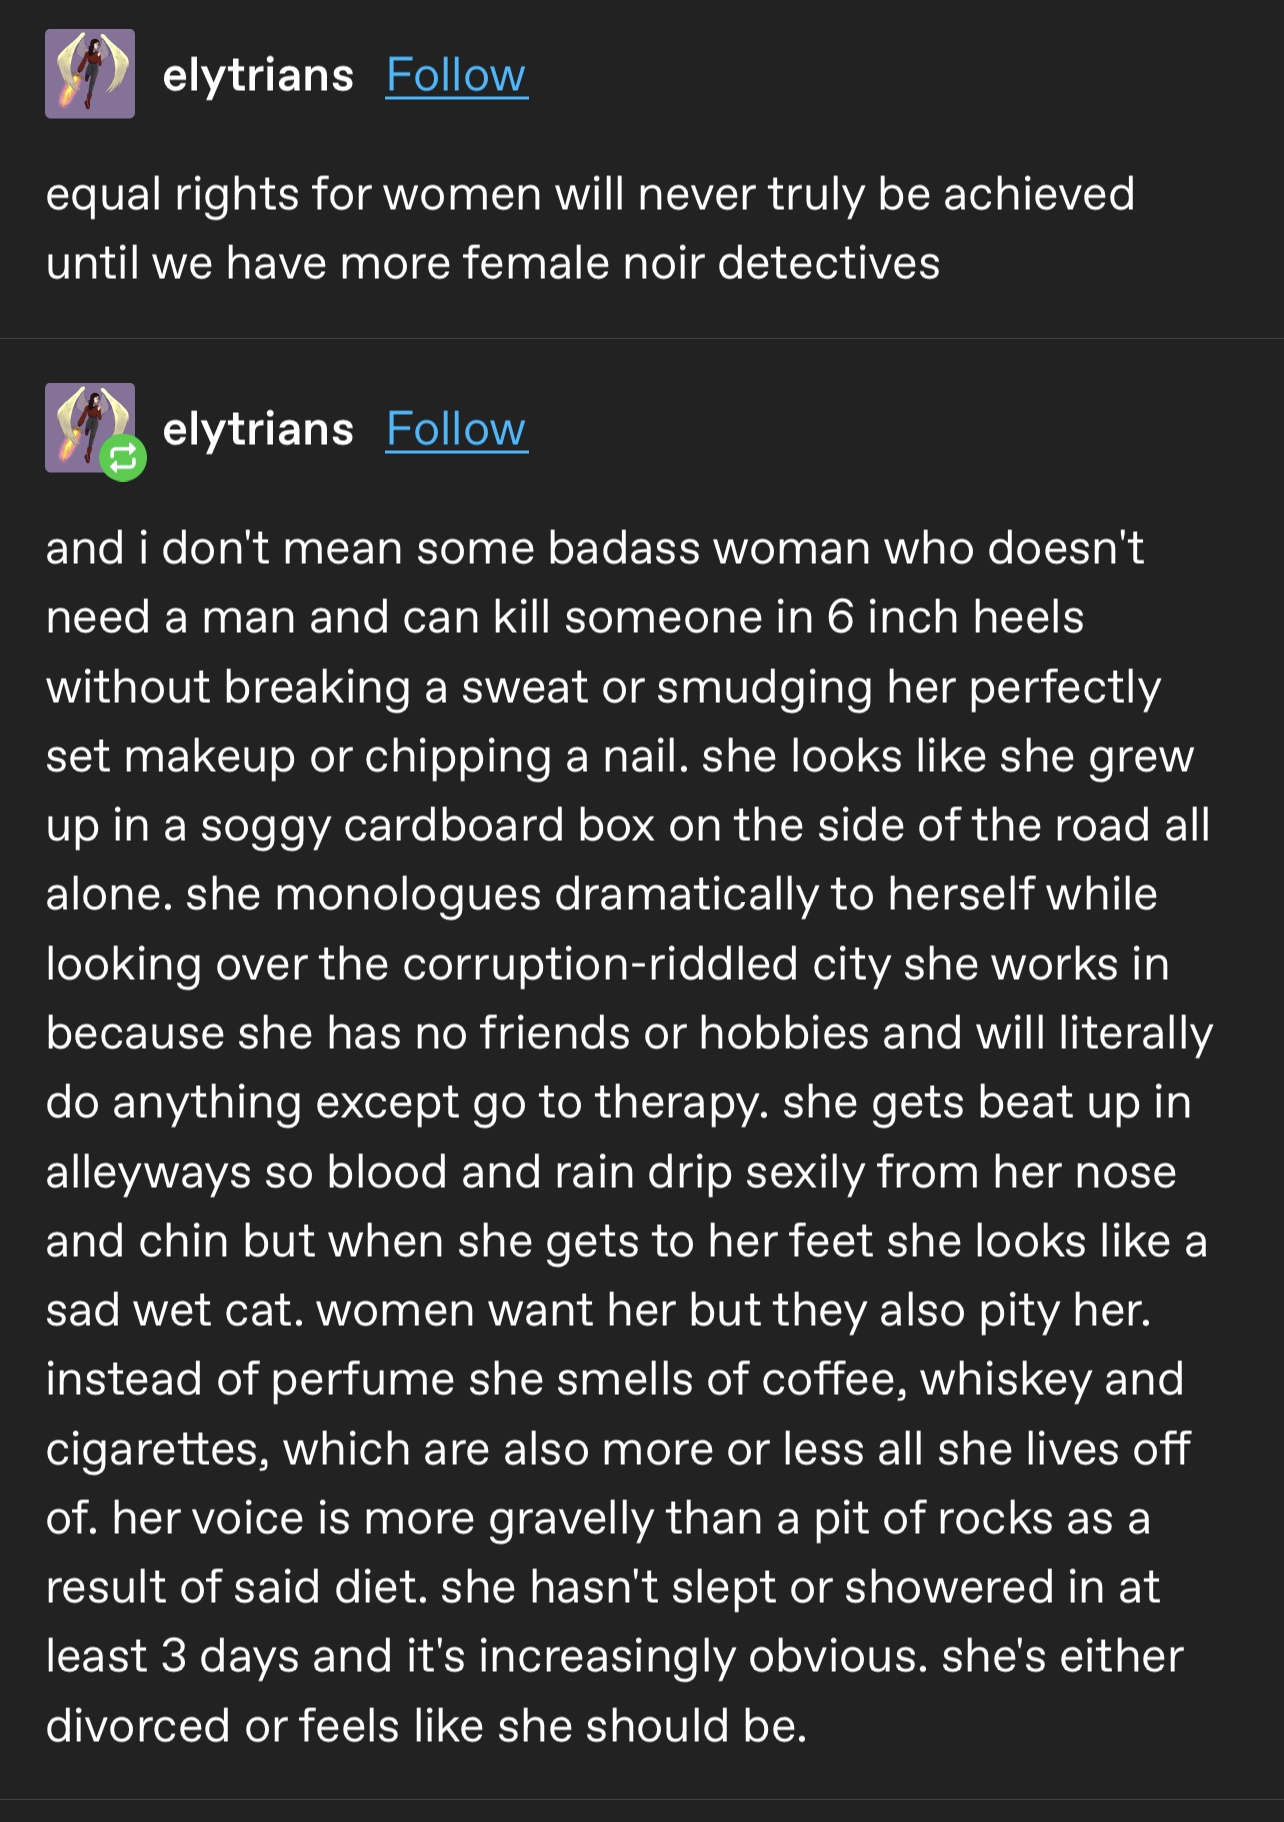 elytrians Follow
equal rights for women will never truly be achieved
until we have more female noir detectives
elytrians Follow
and i don't mean some badass woman who doesn't
need a man and can kill someone in 6 inch heels
without breaking a sweat or smudging her perfectly
set makeup or chipping a nail. she looks like she grew
up in a soggy cardboard box on the side of the road all
alone. she monologues dramatically to herself while
looking over the corruption-riddled city she works in
because she has no friends or hobbies and will literally
do anything except go to therapy. she gets beat up in
alleyways so blood and rain drip sexily from her nose
and chin but when she gets to her feet she looks like a
sad wet cat. women want her but they also pity her.
instead of perfume she smells of coffee, whiskey and
cigarettes, which are also more or less all she lives off
of. her voice is more gravelly than a pit of rocks as a
result of said diet. she hasn't slept or showered in at
least 3 days and it's increasingly obvious. she's either
divorced or feels like she should be.